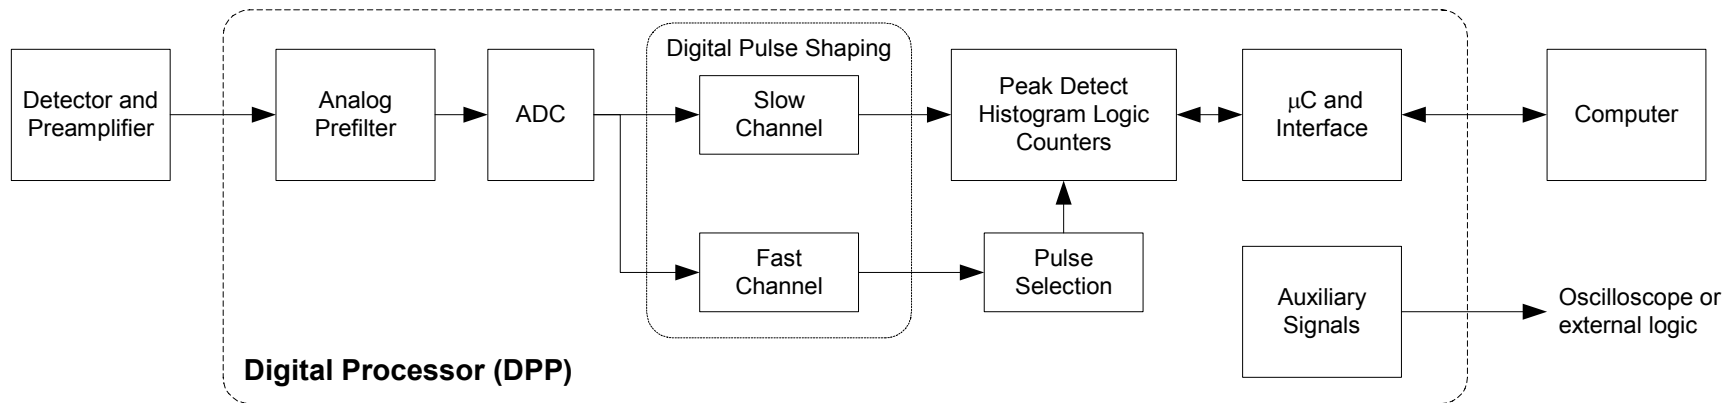 Digital Pulse Shaping
Detector and
Preamplifier
Analog
Prefilter
ADC
Slow
Channel
Peak Detect
Histogram Logic
Counters
μC and
Interface
Computer
Fast
Channel
Pulse
Selection
Auxiliary
Signals
Oscilloscope or
external logic
Digital Processor (DPP)